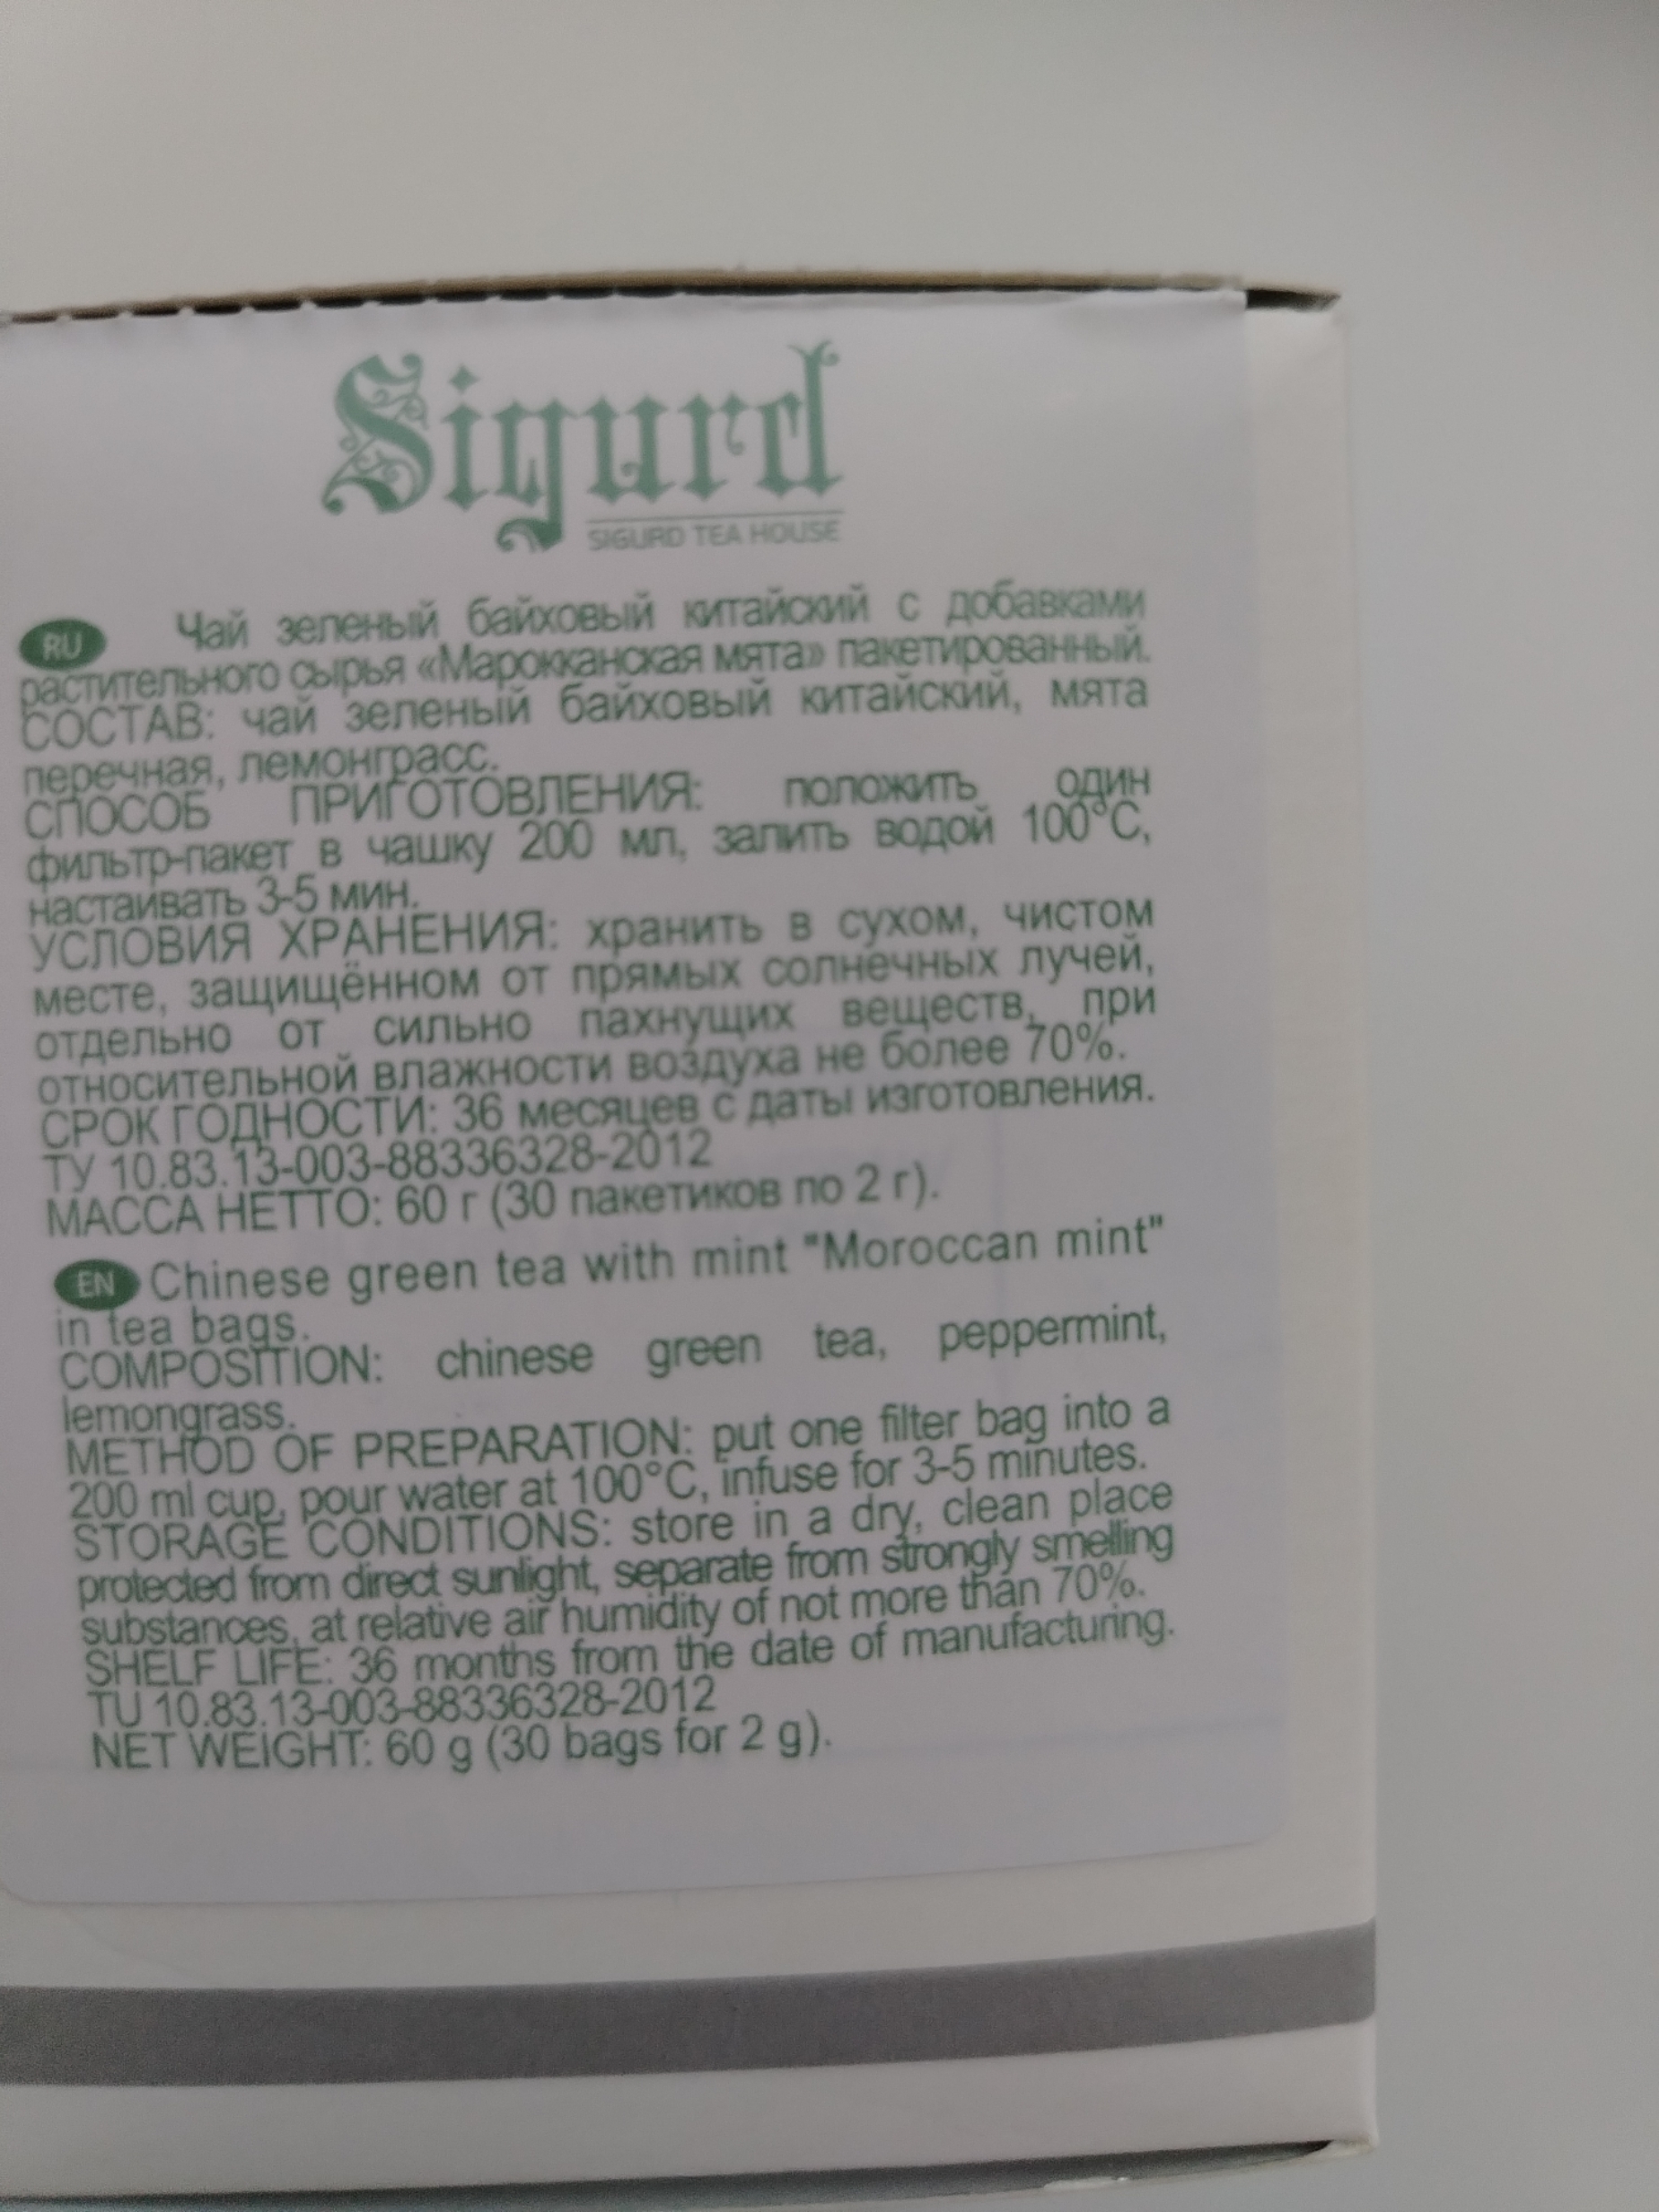 Sigurd
SIGURD TEA HOUSE
RU Чай зеленый байховый китайский с добавками
растительного сырья «Марокканская мята» пакетированный.
СОСТАВ: чай зеленый байховый китайский, мята
перечная, лемонграсс.
СПОСОБ ПРИГОТОВЛЕНИЯ: положить один
фильтр-пакет в чашку 200 мл, залить водой 100°С,
настаивать 3-5 мин.
УСЛОВИЯ ХРАНЕНИЯ: хранить в сухом, чистом
месте, защищённом от прямых солнечных лучей,
отдельно от сильно пахнущих веществ, при
относительной влажности воздуха не более 70%.
СРОК ГОДНОСТИ: 36 месяцев с даты изготовления.
ТУ 10.83.13-003-88336328-2012
МАССА НЕТТО: 60 г (30 пакетиков по 2 г).
EN Chinese green tea with mint "Moroccan mint"
in tea bags.
COMPOSITION: chinese green tea, peppermint,
lemongrass.
METHOD OF PREPARATION: put one filter bag into a
200 ml cup, pour water at 100°C, infuse for 3-5 minutes.
STORAGE CONDITIONS: store in a dry, clean place
protected from direct sunlight, separate from strongly smelling
substances, at relative air humidity of not more than 70%.
SHELF LIFE: 36 months from the date of manufacturing.
TU 10.83.13-003-88336328-2012
NET WEIGHT: 60 g (30 bags for 2 g).